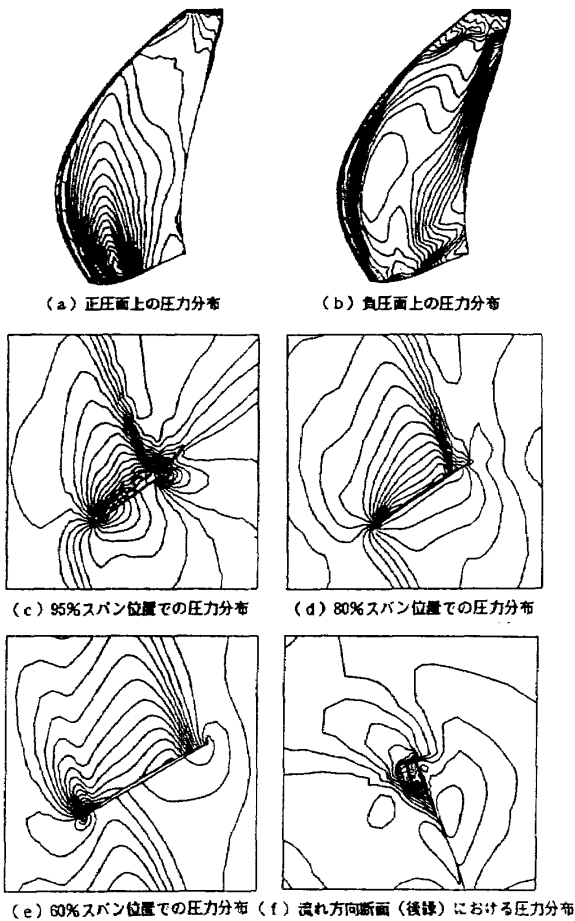 (a) 正圧面上の圧力分布
(b) 負圧面上の圧力分布
(c) 95%スパン位置での圧力分布
(d) 80%スパン位置での圧力分布
(e) 60%スパン位置での圧力分布
(f) 流れ方向断面(後縁)における圧力分布